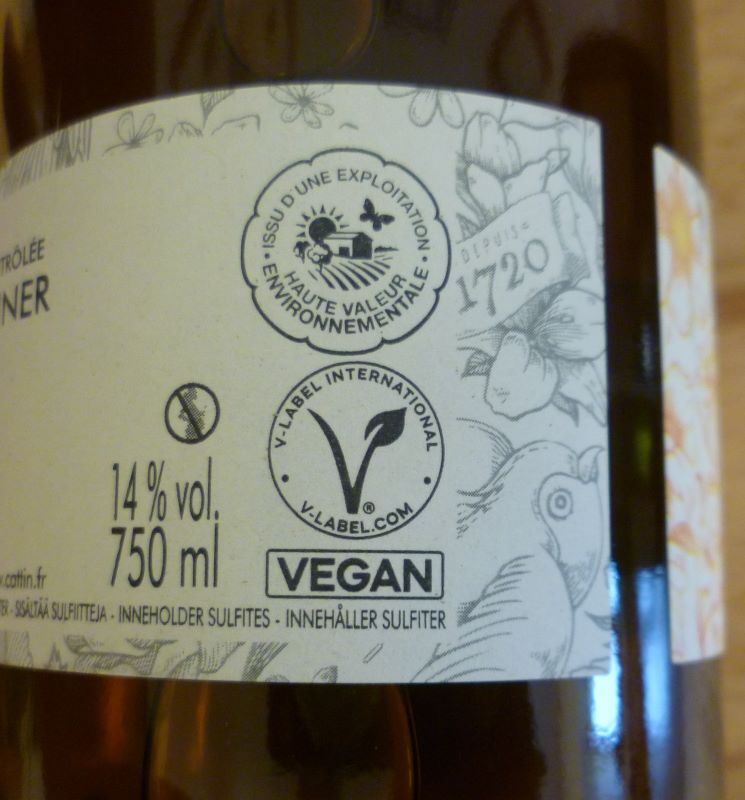 TRÔLÉE
NER
ISSU D'UNE EXPLOITATION
HAUTE VALEUR
ENVIRONNEMENTALE
DEPUIS
1720
V-LABEL INTERNATIONAL
V
®
V-LABEL.COM
14 % vol.
750 ml
VEGAN
.cattin.fr
SISÄLTÄÄ SULFIITTEJA - INNEHOLDER SULFITES - INNEHÅLLER SULFITER